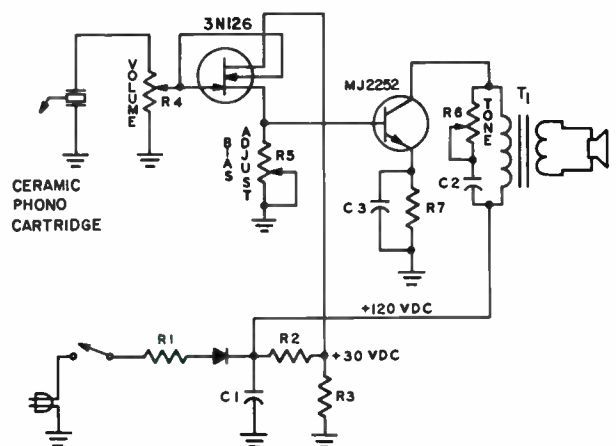 3N126
VOLUME
R4
MJ2252
T1
R6
TONE
BIAS
ADJUST
R5
C2
CERAMIC
PHONO
CARTRIDGE
C3
R7
+120 VDC
R1
R2
+30 VDC
C1
R3